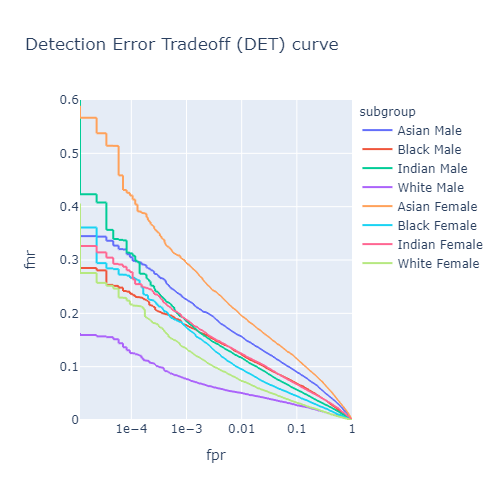 Detection Error Tradeoff (DET) curve
subgroup
Asian Male
Black Male
Indian Male
White Male
Asian Female
Black Female
Indian Female
White Female
fnr
0.6
0.5
0.4
0.3
0.2
0.1
0
1e−4
1e−3
0.01
0.1
1
fpr